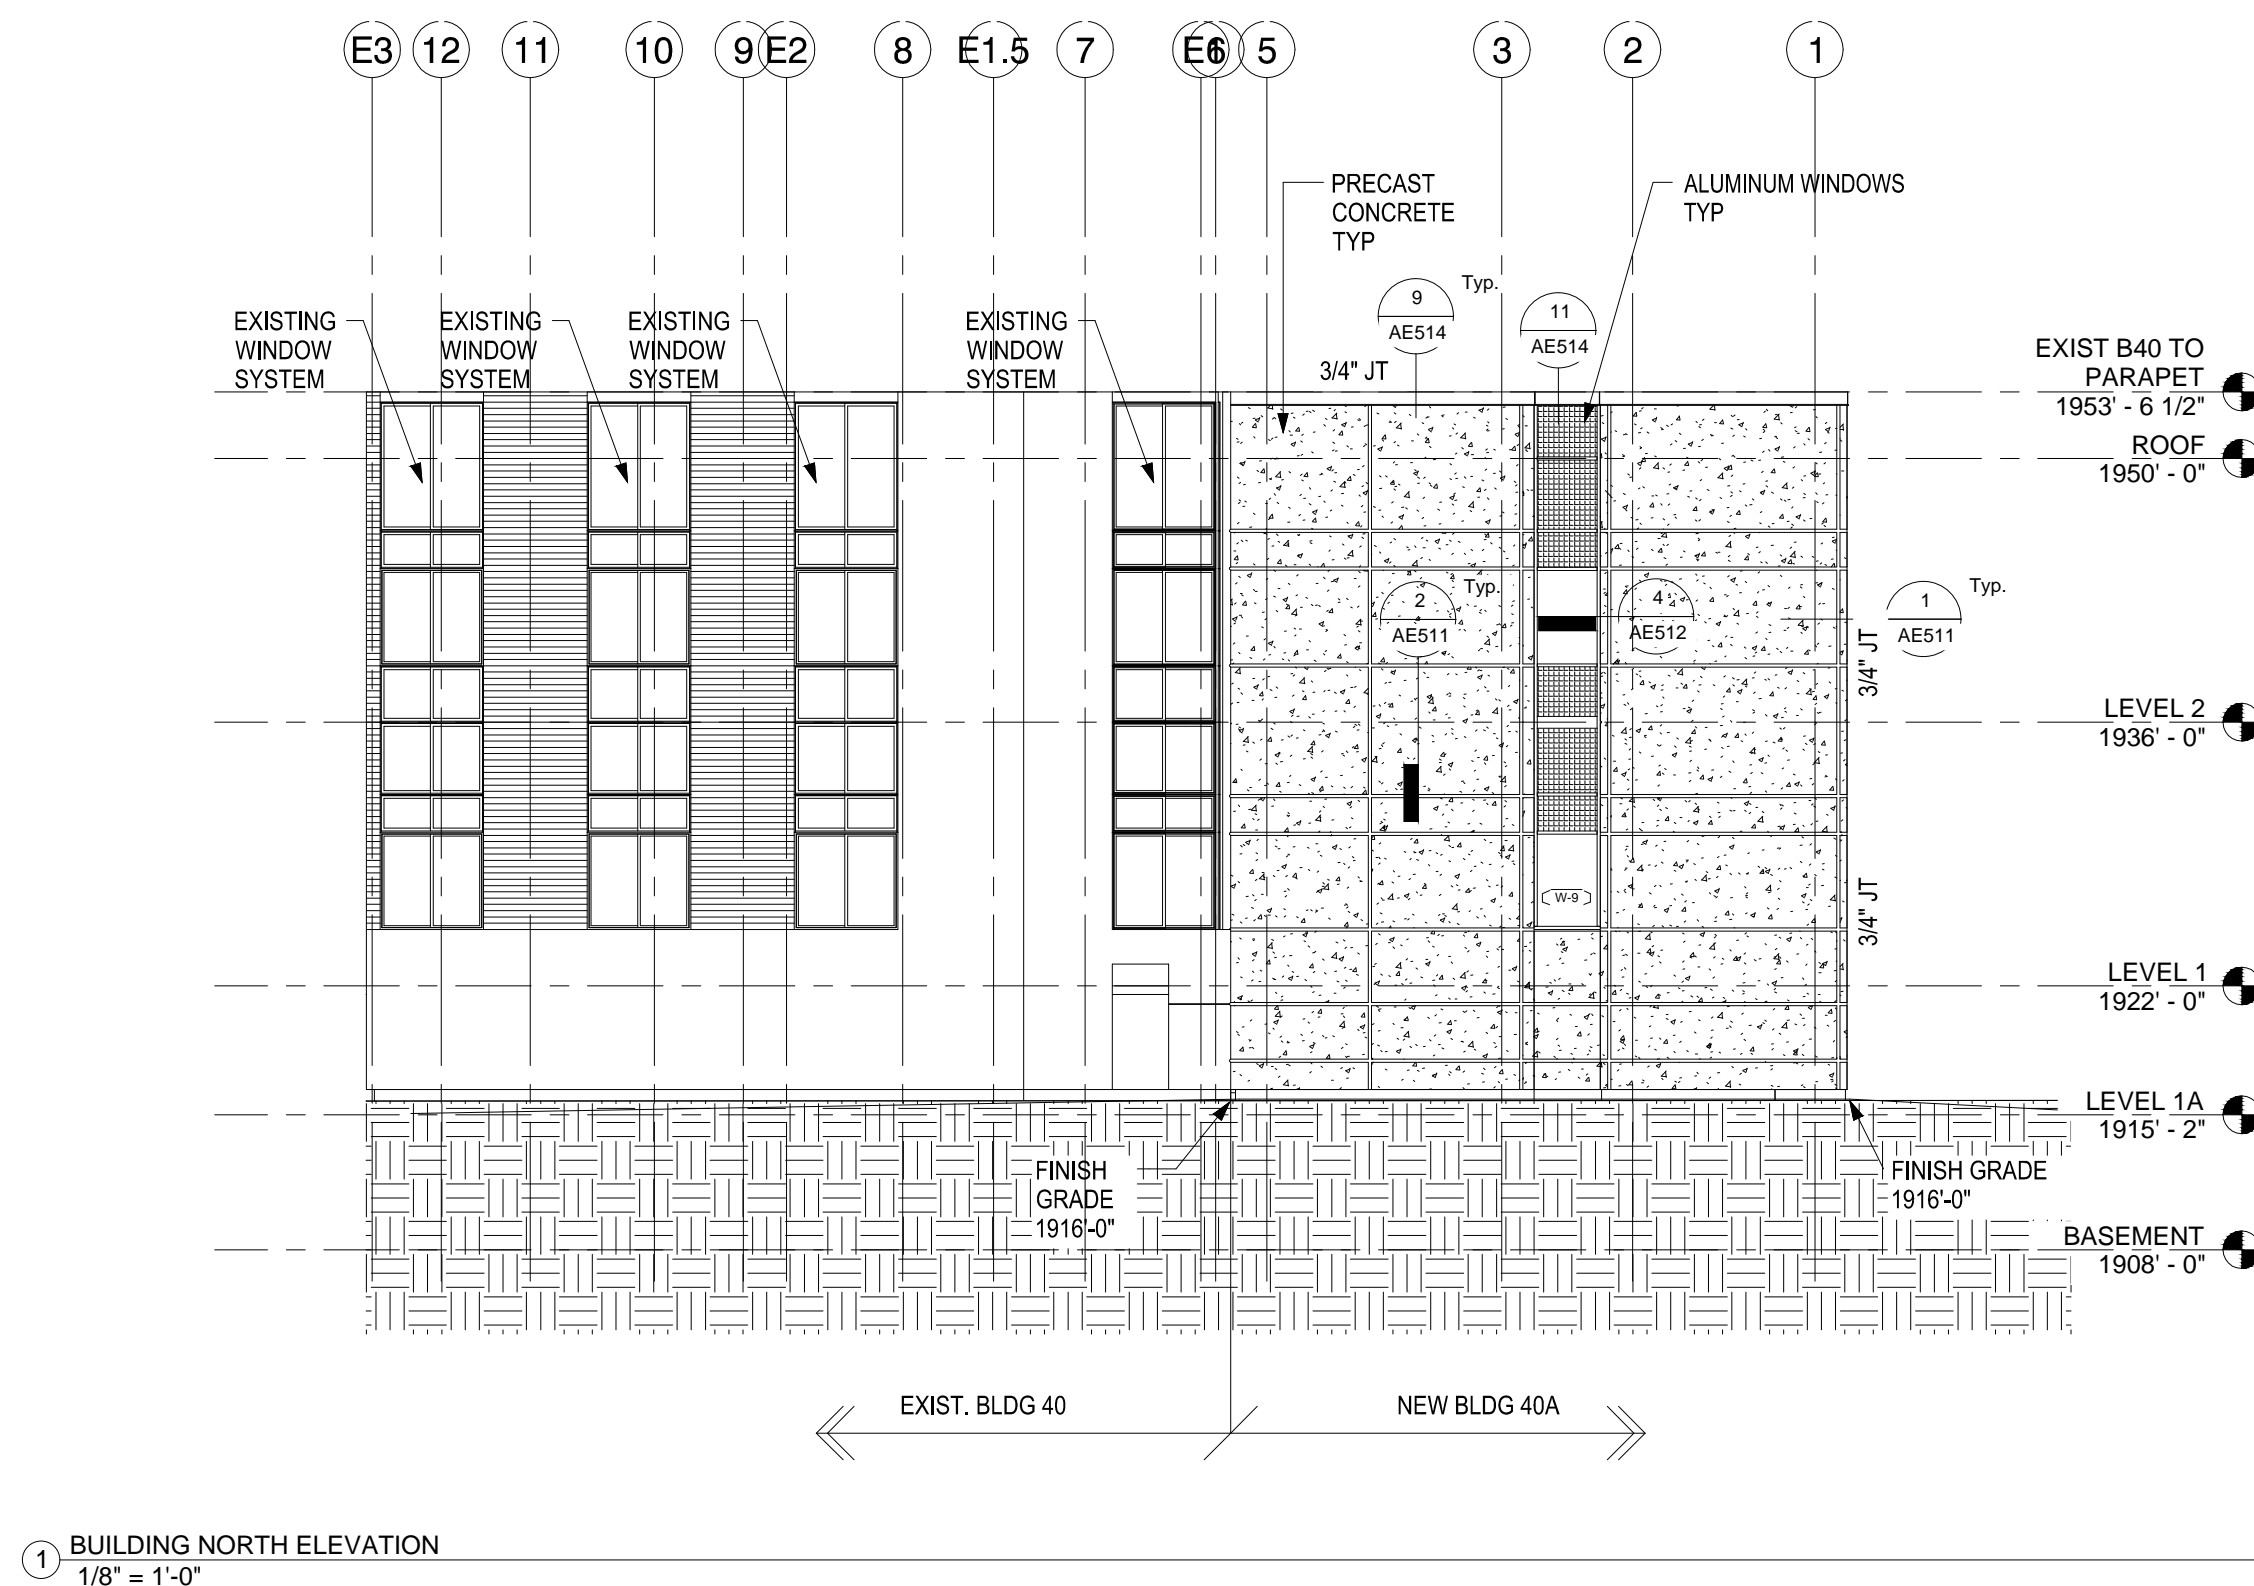 E3
12
11
10
9
E2
8
E1.5
7
E1
6
5
3
2
1
PRECAST
CONCRETE
TYP
ALUMINUM WINDOWS
TYP
9
AE514
Typ.
11
AE514
EXISTING
WINDOW
SYSTEM
EXISTING
WINDOW
SYSTEM
EXISTING
WINDOW
SYSTEM
EXISTING
WINDOW
SYSTEM
3/4" JT
EXIST B40 TO
PARAPET
1953' - 6 1/2"
ROOF
1950' - 0"
2
AE511
Typ.
4
AE512
1
AE511
Typ.
3/4" JT
LEVEL 2
1936' - 0"
W-9
3/4" JT
LEVEL 1
1922' - 0"
LEVEL 1A
1915' - 2"
FINISH
GRADE
1916'-0"
FINISH GRADE
1916'-0"
BASEMENT
1908' - 0"
EXIST. BLDG 40
NEW BLDG 40A
1
BUILDING NORTH ELEVATION
1/8" = 1'-0"